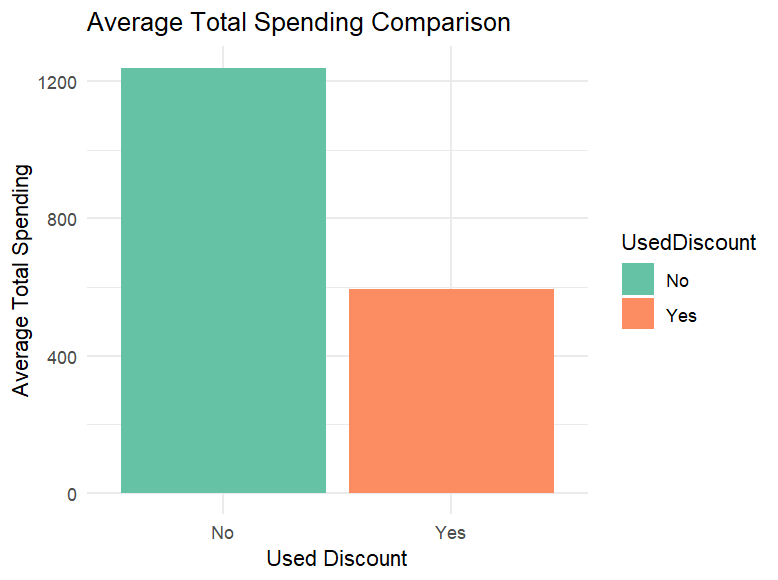 Average Total Spending Comparison
Average Total Spending
1200
800
400
0
No
Yes
Used Discount
UsedDiscount
No
Yes